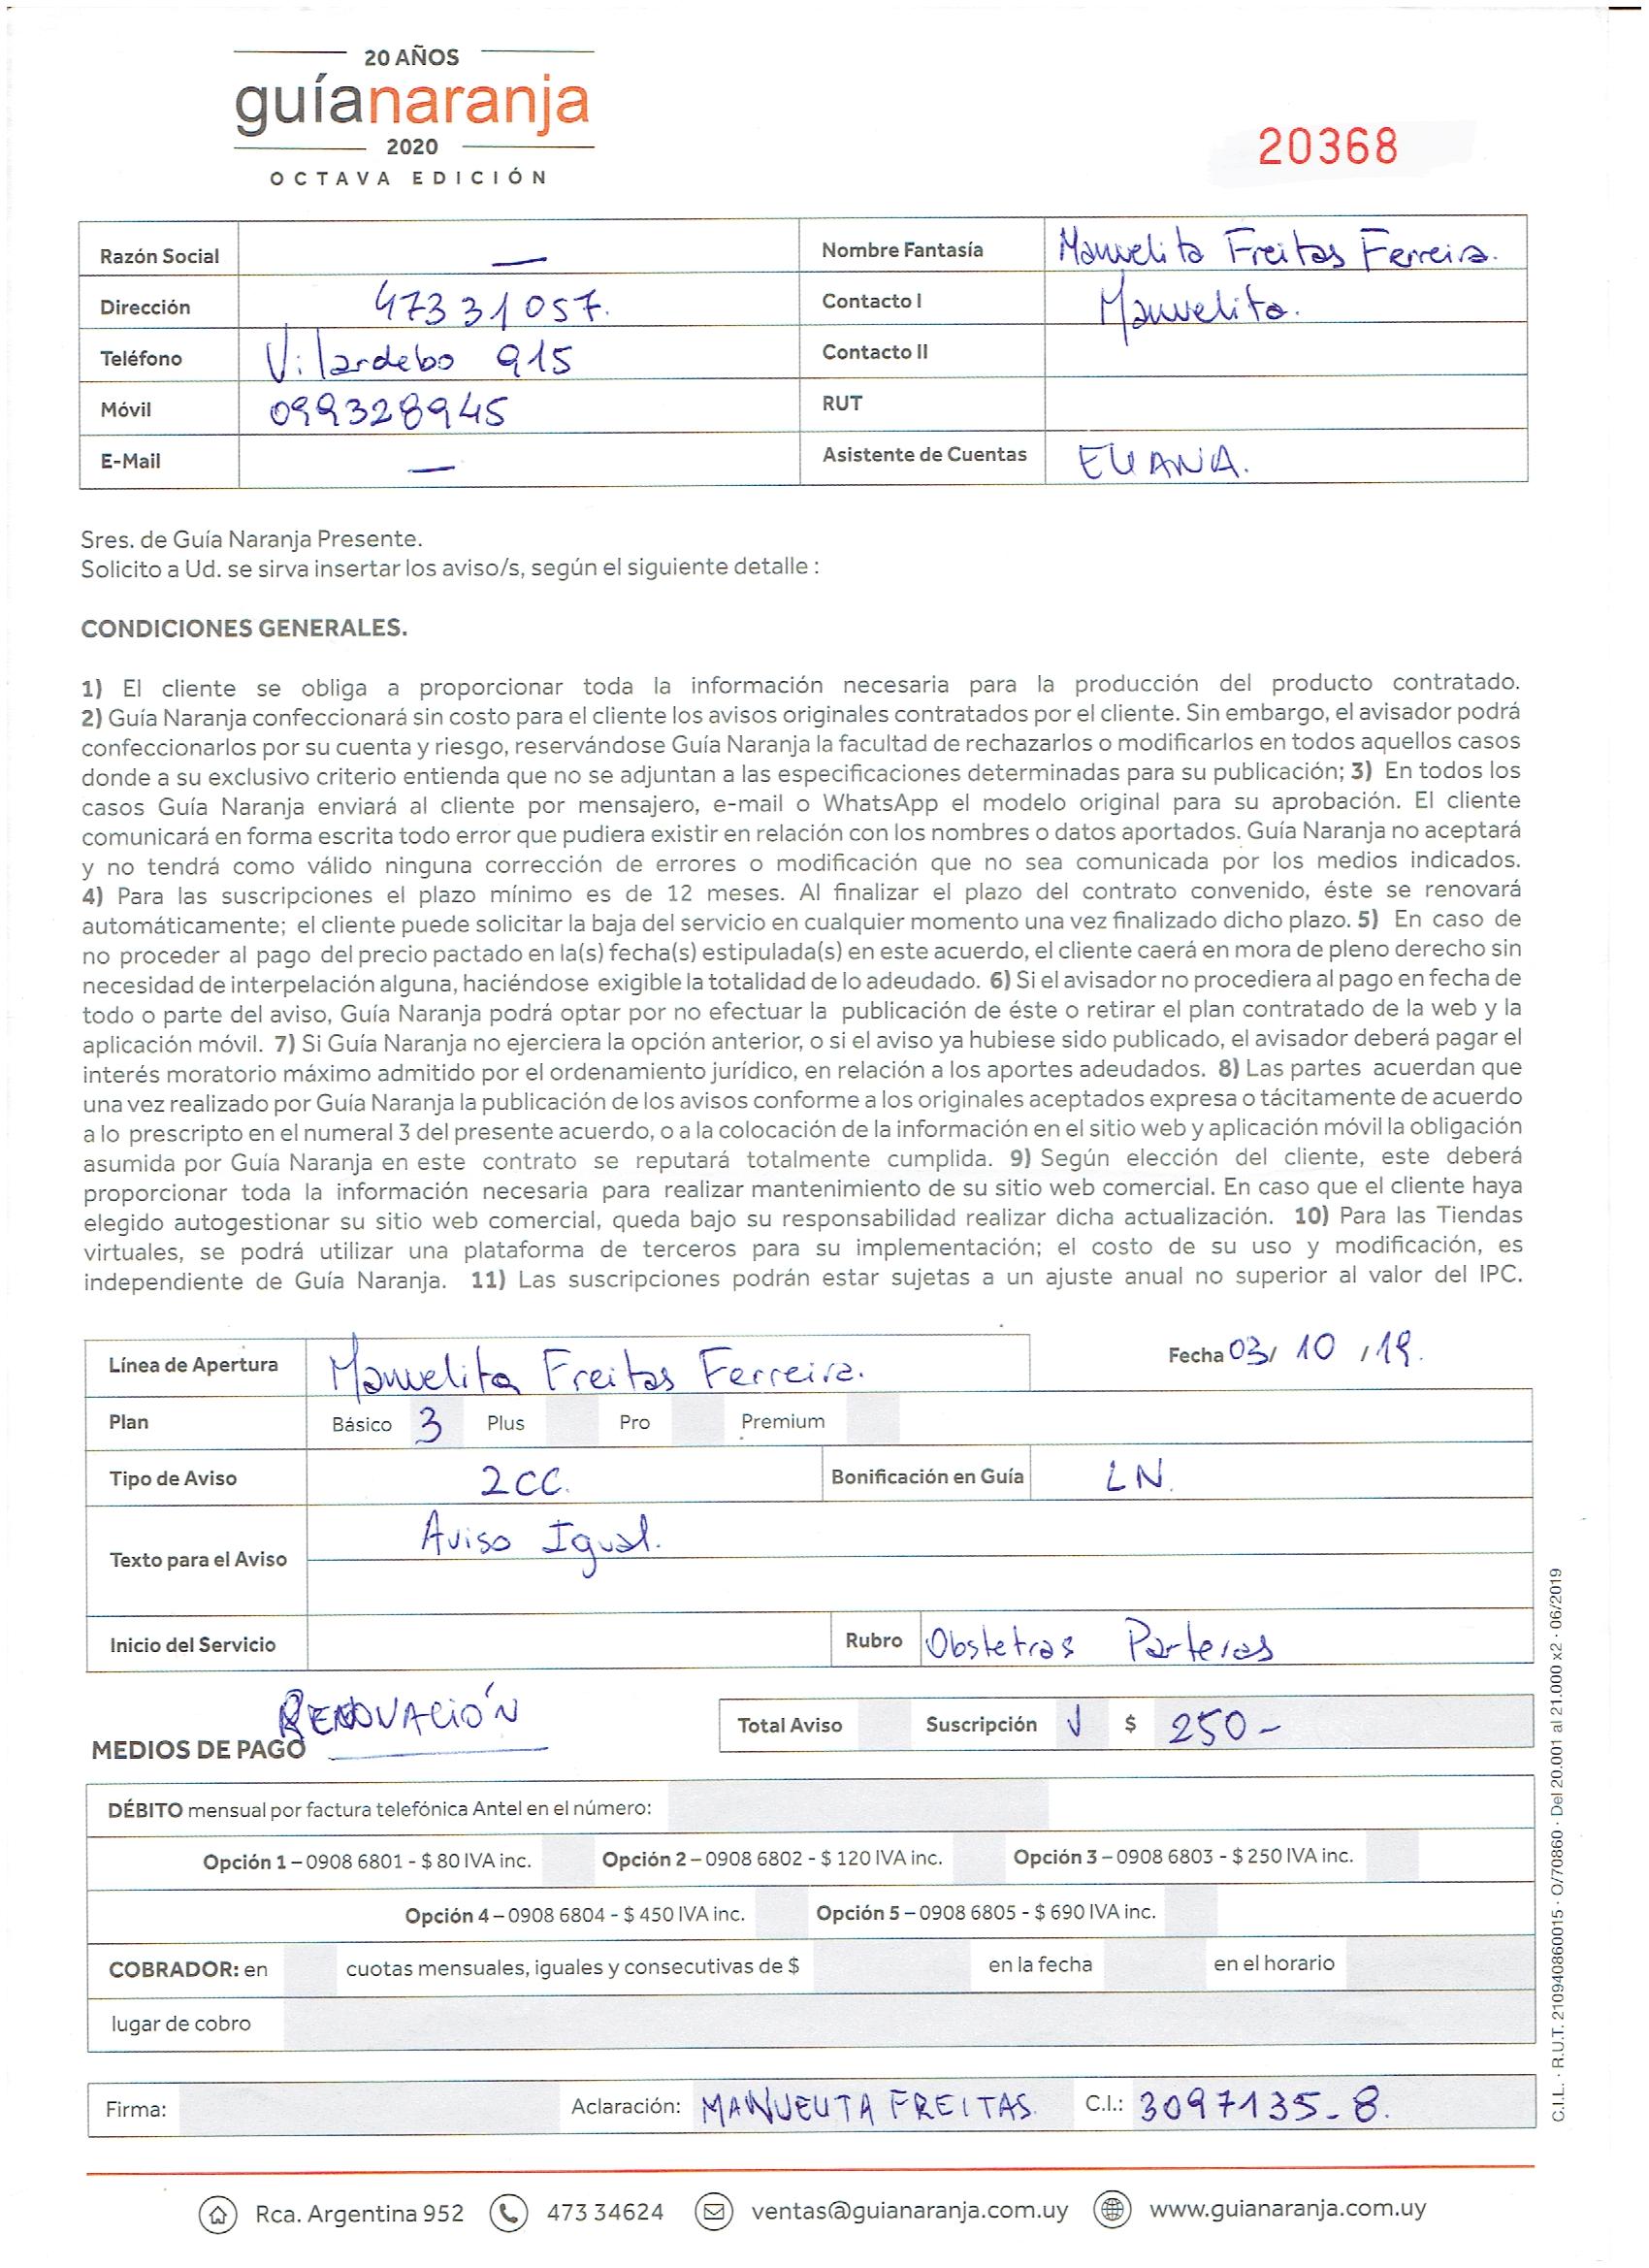 20 AÑOS
guíanaranja
2020
OCTAVA EDICIÓN
20368
Razón Social — Nombre Fantasía Manuelita Freitas Ferreira.
Dirección 473 31057. Contacto I Manuelita.
Teléfono Vilardebo 915 Contacto II
Móvil 099328945 RUT
E-Mail — Asistente de Cuentas ELIANA.
Sres. de Guía Naranja Presente.
Solicito a Ud. se sirva insertar los aviso/s, según el siguiente detalle :
CONDICIONES GENERALES.
1) El cliente se obliga a proporcionar toda la información necesaria para la producción del producto contratado.
2) Guía Naranja confeccionará sin costo para el cliente los avisos originales contratados por el cliente. Sin embargo, el avisador podrá
confeccionarlos por su cuenta y riesgo, reservándose Guía Naranja la facultad de rechazarlos o modificarlos en todos aquellos casos
donde a su exclusivo criterio entienda que no se adjuntan a las especificaciones determinadas para su publicación; 3) En todos los
casos Guía Naranja enviará al cliente por mensajero, e-mail o WhatsApp el modelo original para su aprobación. El cliente
comunicará en forma escrita todo error que pudiera existir en relación con los nombres o datos aportados. Guía Naranja no aceptará
y no tendrá como válido ninguna corrección de errores o modificación que no sea comunicada por los medios indicados.
4) Para las suscripciones el plazo mínimo es de 12 meses. Al finalizar el plazo del contrato convenido, éste se renovará
automáticamente; el cliente puede solicitar la baja del servicio en cualquier momento una vez finalizado dicho plazo. 5) En caso de
no proceder al pago del precio pactado en la(s) fecha(s) estipulada(s) en este acuerdo, el cliente caerá en mora de pleno derecho sin
necesidad de interpelación alguna, haciéndose exigible la totalidad de lo adeudado. 6) Si el avisador no procediera al pago en fecha de
todo o parte del aviso, Guía Naranja podrá optar por no efectuar la publicación de éste o retirar el plan contratado de la web y la
aplicación móvil. 7) Si Guía Naranja no ejerciera la opción anterior, o si el aviso ya hubiese sido publicado, el avisador deberá pagar el
interés moratorio máximo admitido por el ordenamiento jurídico, en relación a los aportes adeudados. 8) Las partes acuerdan que
una vez realizado por Guía Naranja la publicación de los avisos conforme a los originales aceptados expresa o tácitamente de acuerdo
a lo prescripto en el numeral 3 del presente acuerdo, o a la colocación de la información en el sitio web y aplicación móvil la obligación
asumida por Guía Naranja en este contrato se reputará totalmente cumplida. 9) Según elección del cliente, este deberá
proporcionar toda la información necesaria para realizar mantenimiento de su sitio web comercial. En caso que el cliente haya
elegido autogestionar su sitio web comercial, queda bajo su responsabilidad realizar dicha actualización. 10) Para las Tiendas
virtuales, se podrá utilizar una plataforma de terceros para su implementación; el costo de su uso y modificación, es
independiente de Guía Naranja. 11) Las suscripciones podrán estar sujetas a un ajuste anual no superior al valor del IPC.
Línea de Apertura Manuelita Freitas Ferreira. Fecha 03/ 10 /19.
Plan Básico 3 Plus Pro Premium
Tipo de Aviso 2CC. Bonificación en Guía LN.
Texto para el Aviso Aviso Igual.
Inicio del Servicio Rubro Obstetras Parteras
RENOVACIÓN
MEDIOS DE PAGO
Total Aviso Suscripción √ $ 250-
DÉBITO mensual por factura telefónica Antel en el número:
Opción 1 – 0908 6801 - $ 80 IVA inc. Opción 2 – 0908 6802 - $ 120 IVA inc. Opción 3 – 0908 6803 - $ 250 IVA inc.
Opción 4 – 0908 6804 - $ 450 IVA inc. Opción 5 – 0908 6805 - $ 690 IVA inc.
COBRADOR: en cuotas mensuales, iguales y consecutivas de $ en la fecha en el horario
lugar de cobro
Firma: Aclaración: MANUELITA FREITAS. C.I.: 3097135-8.
Rca. Argentina 952 473 34624 ventas@guianaranja.com.uy www.guianaranja.com.uy
C.I.L. · R.U.T. 210940860015 · O/70860 · Del 20.001 al 21.000 x2 · 06/2019